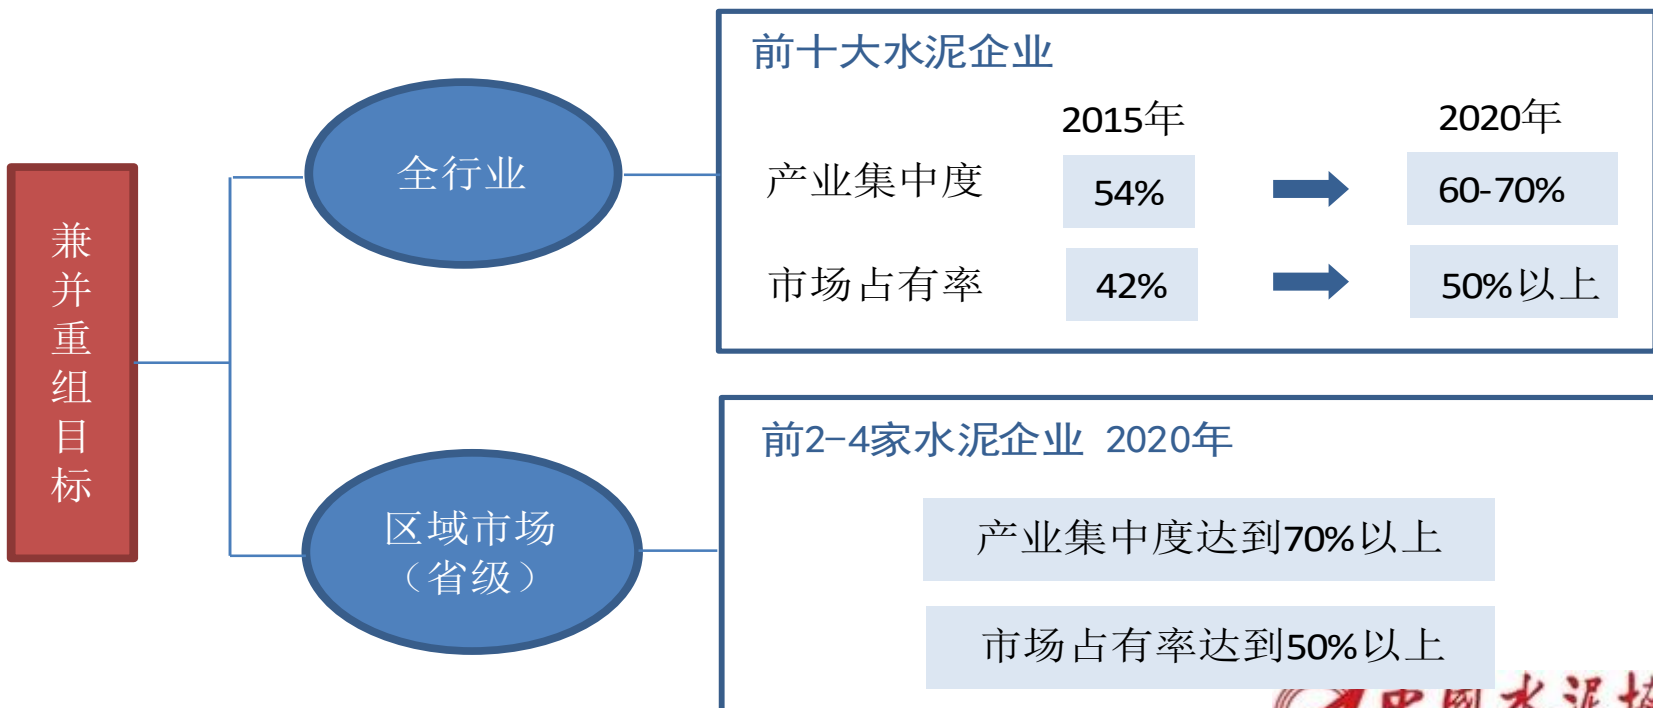 兼并重组目标
全行业
前十大水泥企业
2015年 2020年
产业集中度 54% 60-70%
市场占有率 42% 50%以上
区域市场
（省级）
前2-4家水泥企业 2020年
产业集中度达到70%以上
市场占有率达到50%以上
中國水泥